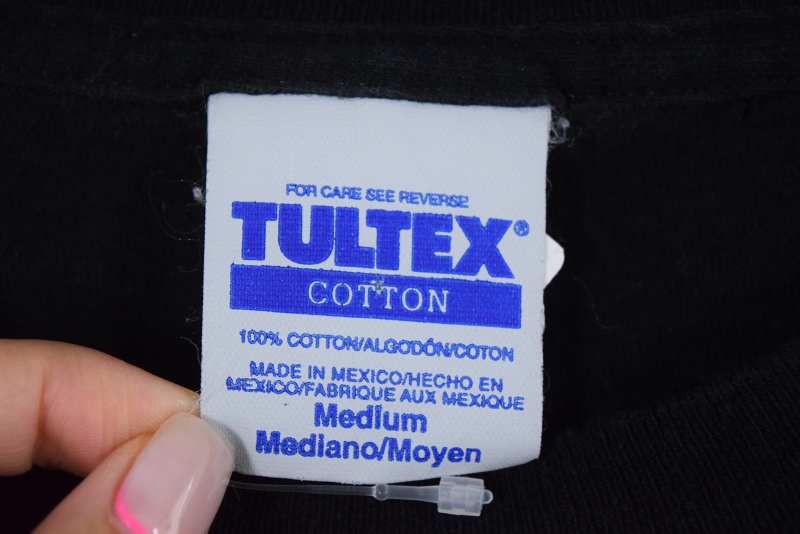 FOR CARE SEE REVERSE
TULTEX®
COTTON
100% COTTON/ALGODÓN/COTON
MADE IN MEXICO/HECHO EN
MEXICO/FABRIQUE AUX MEXIQUE
Medium
Mediano/Moyen